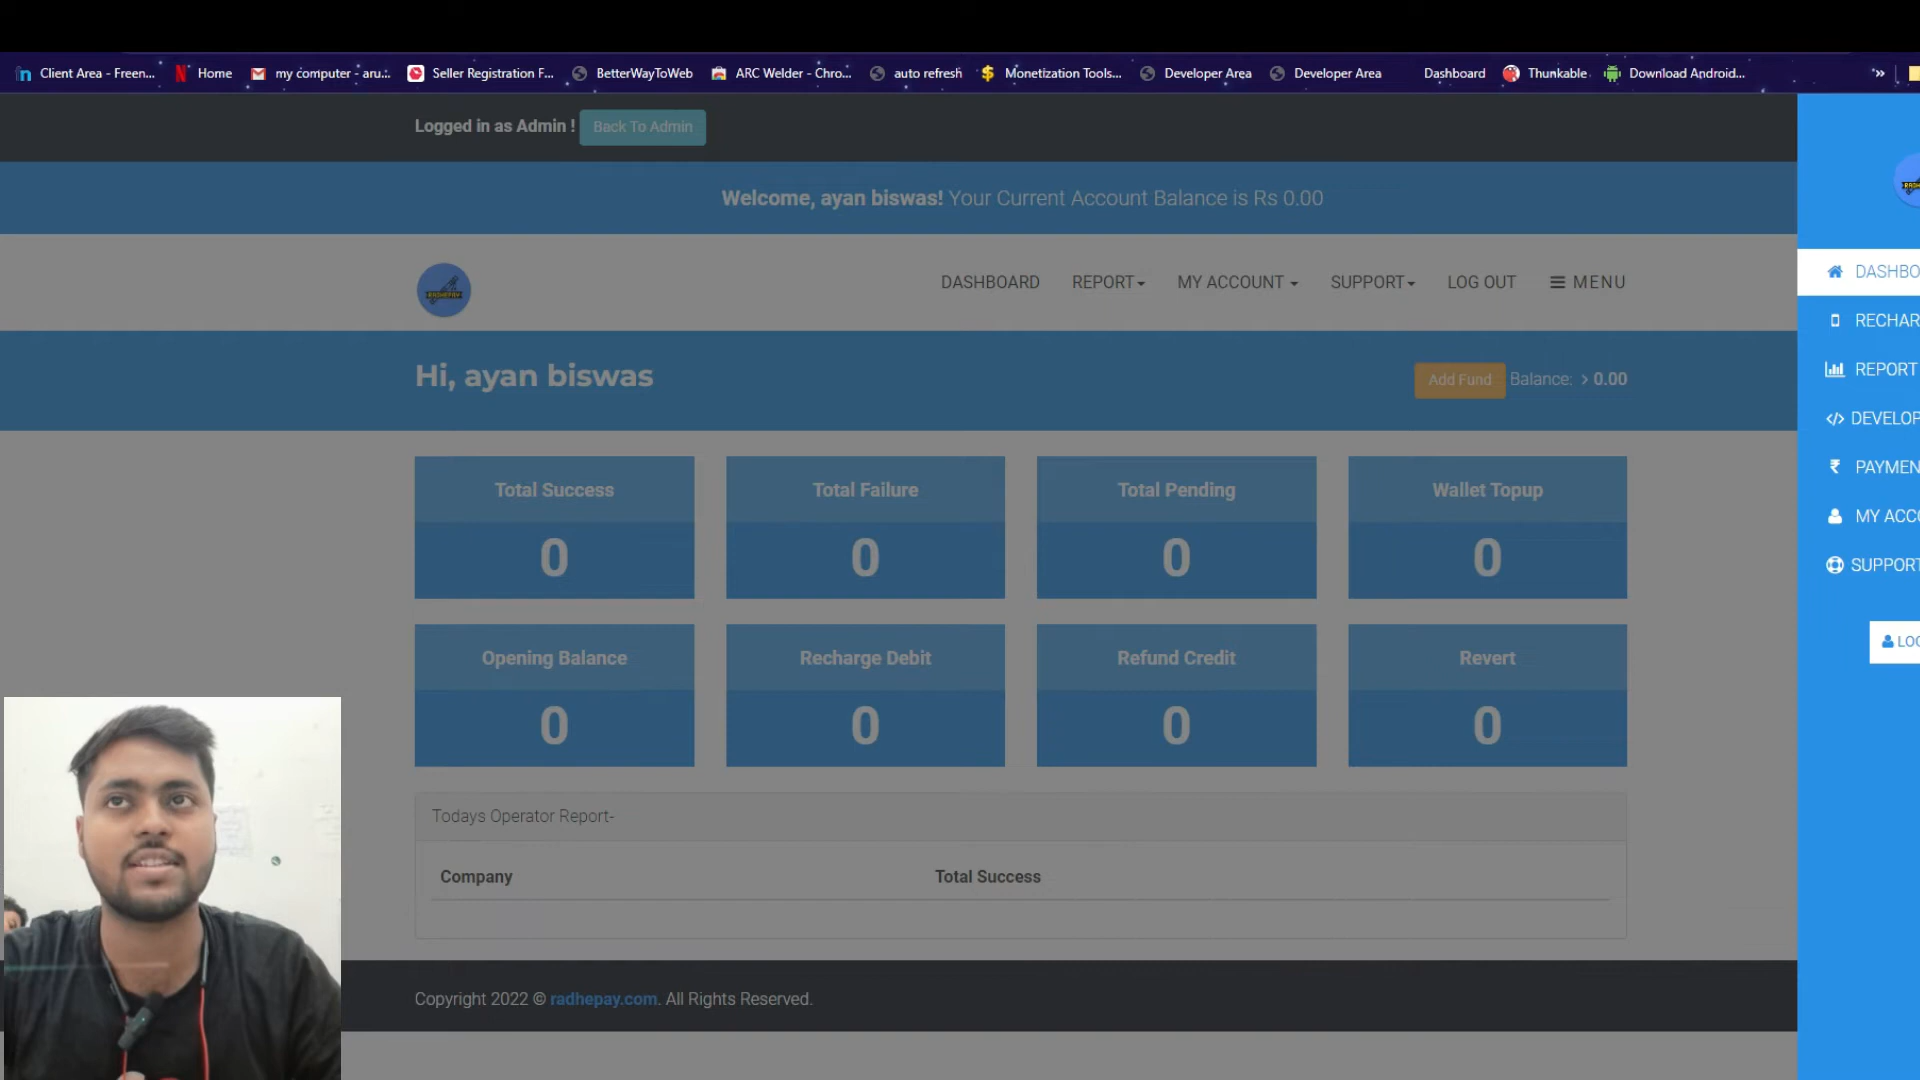 Client Area - Freen...
Home
my computer - aru...
Seller Registration F...
BetterWayToWeb
ARC Welder - Chro...
auto refresh
Monetization Tools...
Developer Area
Developer Area
Dashboard
Thunkable
Download Android...
»
Logged in as Admin ! Back To Admin
Welcome, ayan biswas! Your Current Account Balance is Rs 0.00
RADHEPAY
DASHBOARD
REPORT
MY ACCOUNT
SUPPORT
LOG OUT
MENU
Hi, ayan biswas
Add Fund Balance: > 0.00
Total Success
0
Total Failure
0
Total Pending
0
Wallet Topup
0
Opening Balance
0
Recharge Debit
0
Refund Credit
0
Revert
0
Todays Operator Report-
Company
Total Success
Copyright 2022 © radhepay.com. All Rights Reserved.
DASHBO
RECHAR
REPORT
</> DEVELOP
₹ PAYMEN
MY ACCO
SUPPORT
LOG